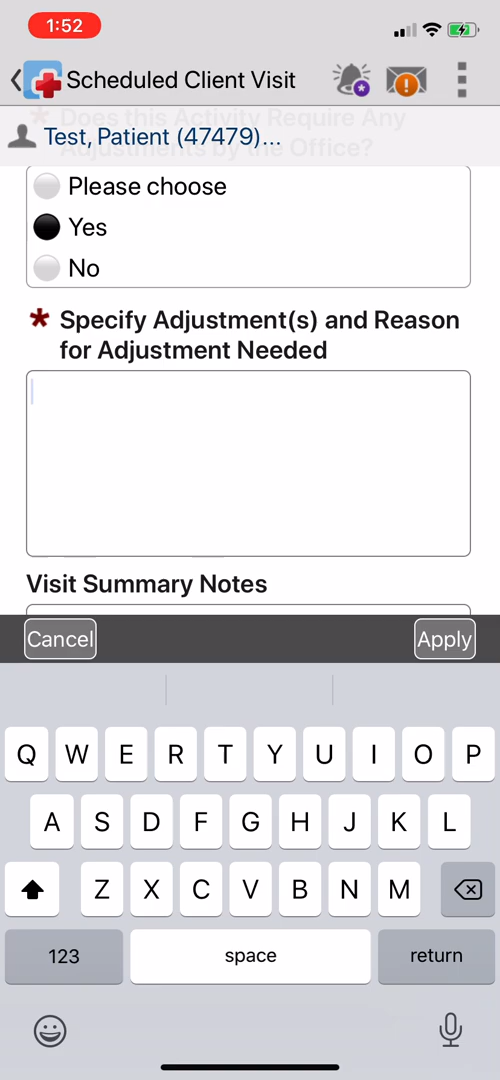 1:52
Scheduled Client Visit
* Does this Activity Require Any
Adjustments by the Office?
Test, Patient (47479)...
Please choose
Yes
No
* Specify Adjustment(s) and Reason
for Adjustment Needed
Visit Summary Notes
Cancel
Apply
Q W E R T Y U I O P
A S D F G H J K L
Z X C V B N M
123 space return